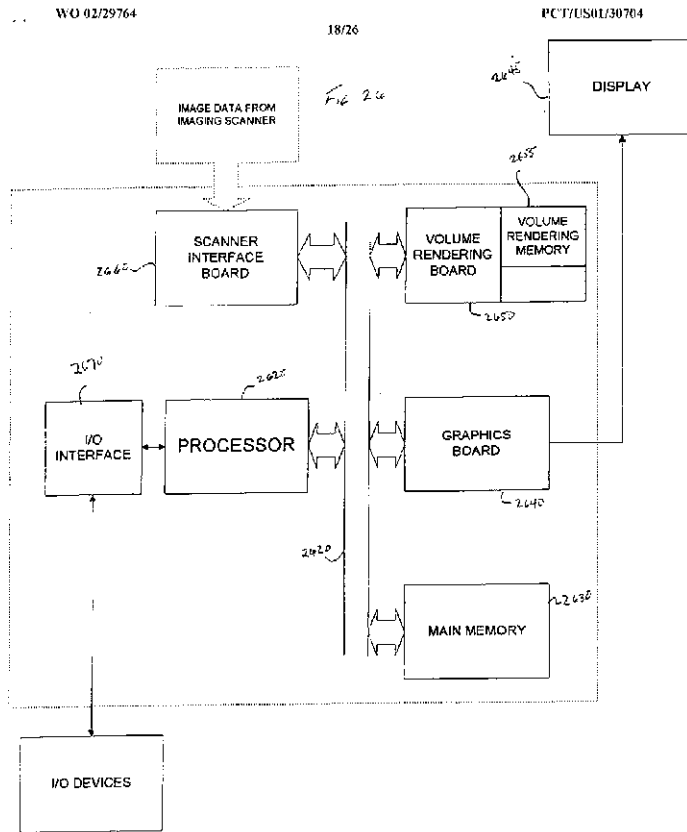 WO 02/29764
PCT/US01/30704
18/26
IMAGE DATA FROM
IMAGING SCANNER
Fig 26
2645
DISPLAY
2655
SCANNER
INTERFACE
BOARD
2660
VOLUME
RENDERING
BOARD
VOLUME
RENDERING
MEMORY
2650
2670
2625
I/O
INTERFACE
PROCESSOR
GRAPHICS
BOARD
2640
2620
2630
MAIN MEMORY
I/O DEVICES